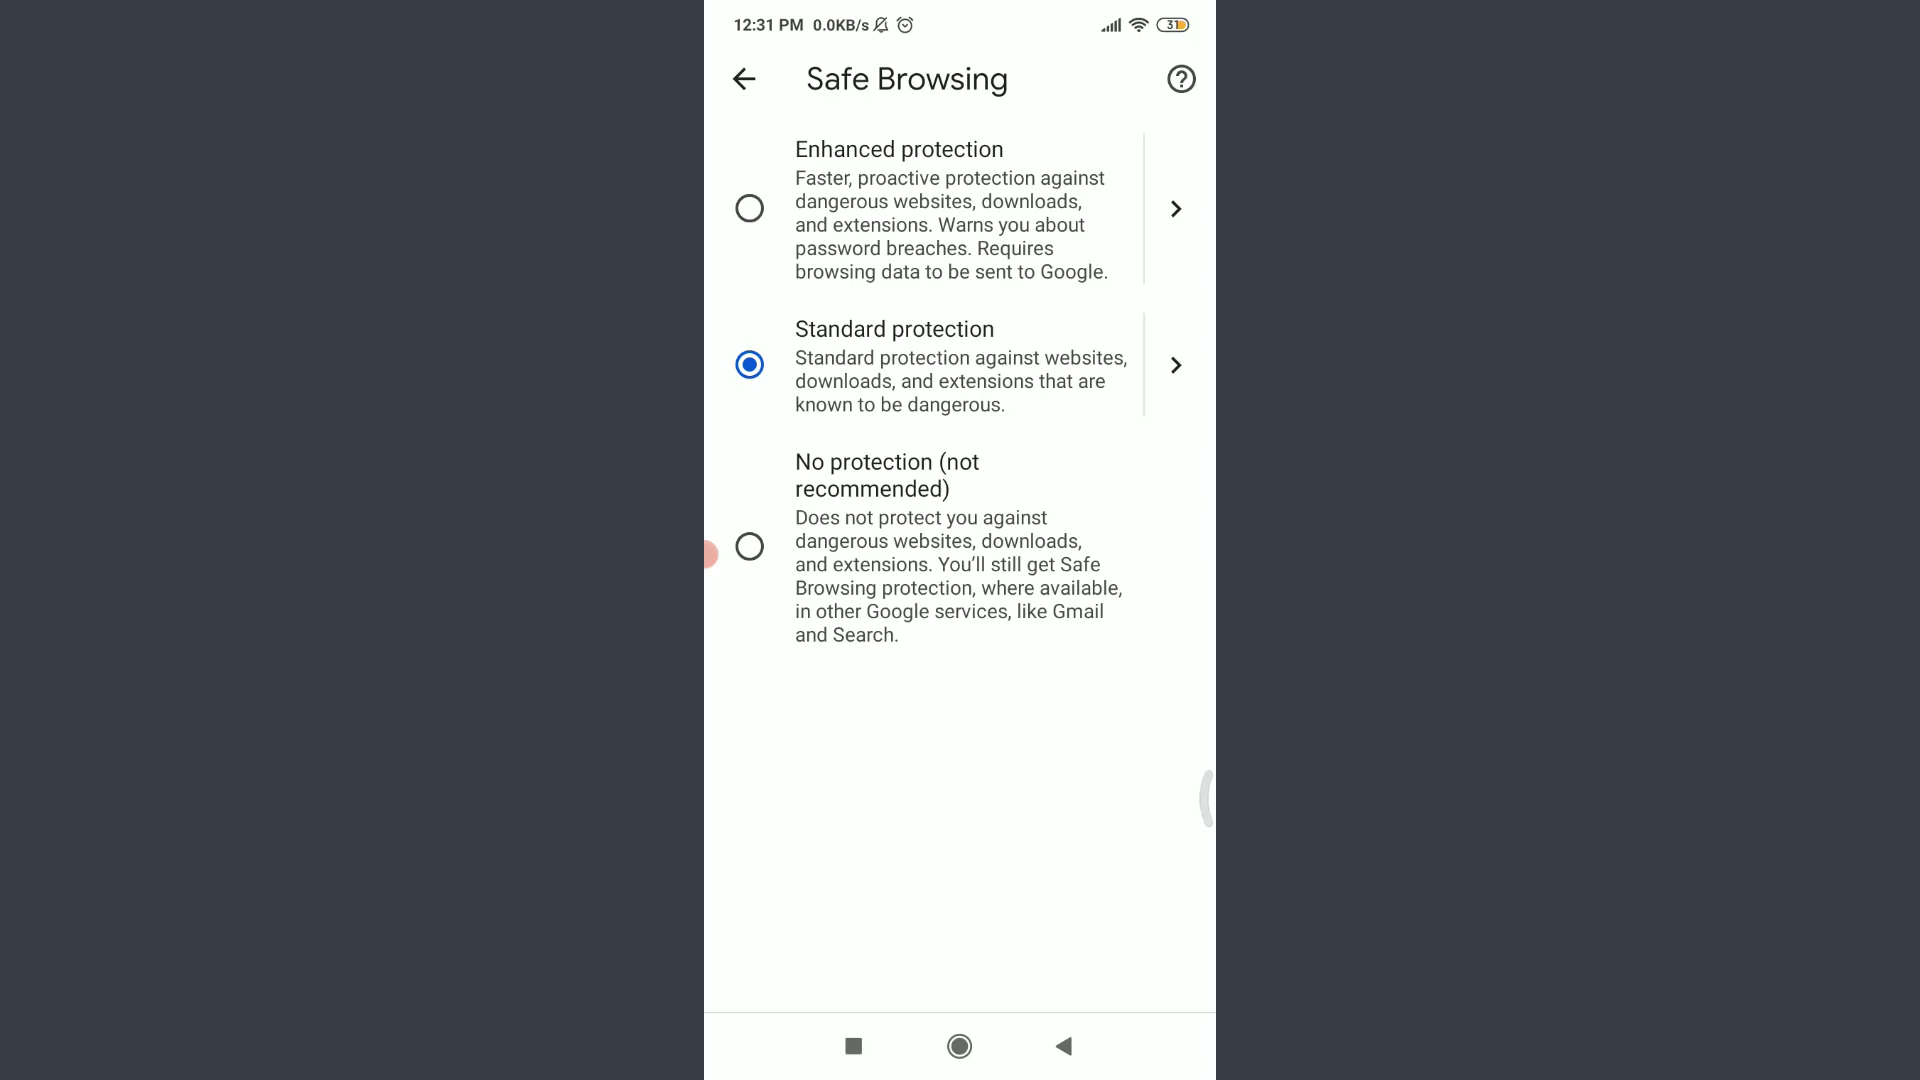 12:31 PM 0.0KB/s 31
Safe Browsing
Enhanced protection
Faster, proactive protection against
dangerous websites, downloads,
and extensions. Warns you about
password breaches. Requires
browsing data to be sent to Google.
Standard protection
Standard protection against websites,
downloads, and extensions that are
known to be dangerous.
No protection (not
recommended)
Does not protect you against
dangerous websites, downloads,
and extensions. You’ll still get Safe
Browsing protection, where available,
in other Google services, like Gmail
and Search.